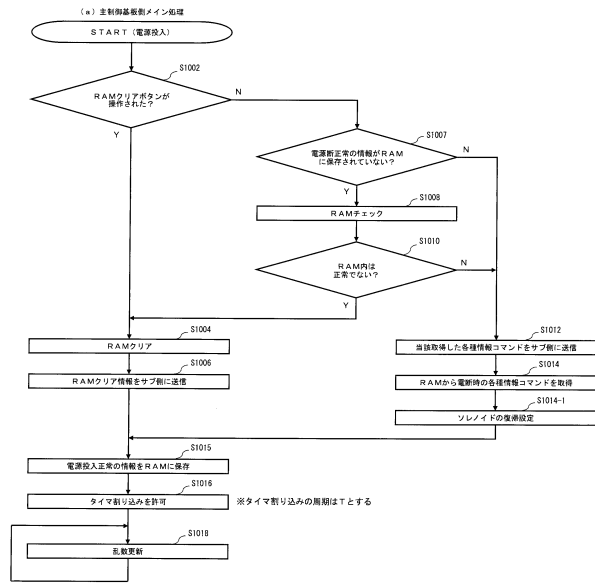 (a) 主制御基板側メイン処理
START (電源投入)
S1002
RAMクリアボタンが
操作された?
N
Y
S1007
電源断正常の情報がRAM
に保存されていない?
N
Y
S1008
RAMチェック
S1010
RAM内は
正常でない?
N
Y
S1004
RAMクリア
S1006
RAMクリア情報をサブ側に送信
S1012
当該取得した各種情報コマンドをサブ側に送信
S1014
RAMから電断時の各種情報コマンドを取得
S1014-1
ソレノイドの復帰設定
S1015
電源投入正常の情報をRAMに保存
S1016
タイマ割り込みを許可
※タイマ割り込みの周期はTとする
S1018
乱数更新